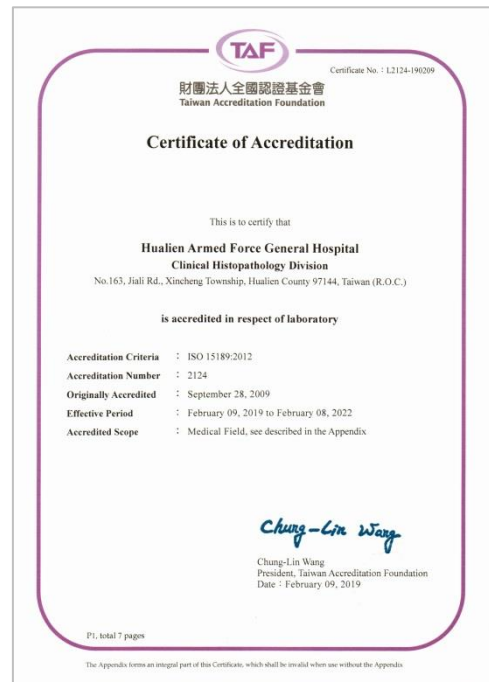 TAF
Certificate No. : L2124-190209
財團法人全國認證基金會
Taiwan Accreditation Foundation
Certificate of Accreditation
This is to certify that
Hualien Armed Force General Hospital
Clinical Histopathology Division
No.163, Jiali Rd., Xincheng Township, Hualien County 97144, Taiwan (R.O.C.)
is accredited in respect of laboratory
Accreditation Criteria : ISO 15189:2012
Accreditation Number : 2124
Originally Accredited : September 28, 2009
Effective Period : February 09, 2019 to February 08, 2022
Accredited Scope : Medical Field, see described in the Appendix
Chung-Lin Wang
Chung-Lin Wang
President, Taiwan Accreditation Foundation
Date : February 09, 2019
P1, total 7 pages
The Appendix forms an integral part of this Certificate, which shall be invalid when use without the Appendix